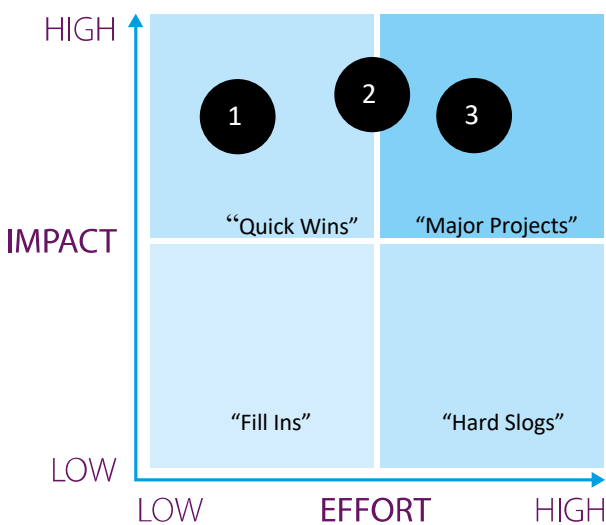 HIGH
1
2
3
“Quick Wins”
“Major Projects”
IMPACT
“Fill Ins”
“Hard Slogs”
LOW
LOW
EFFORT
HIGH